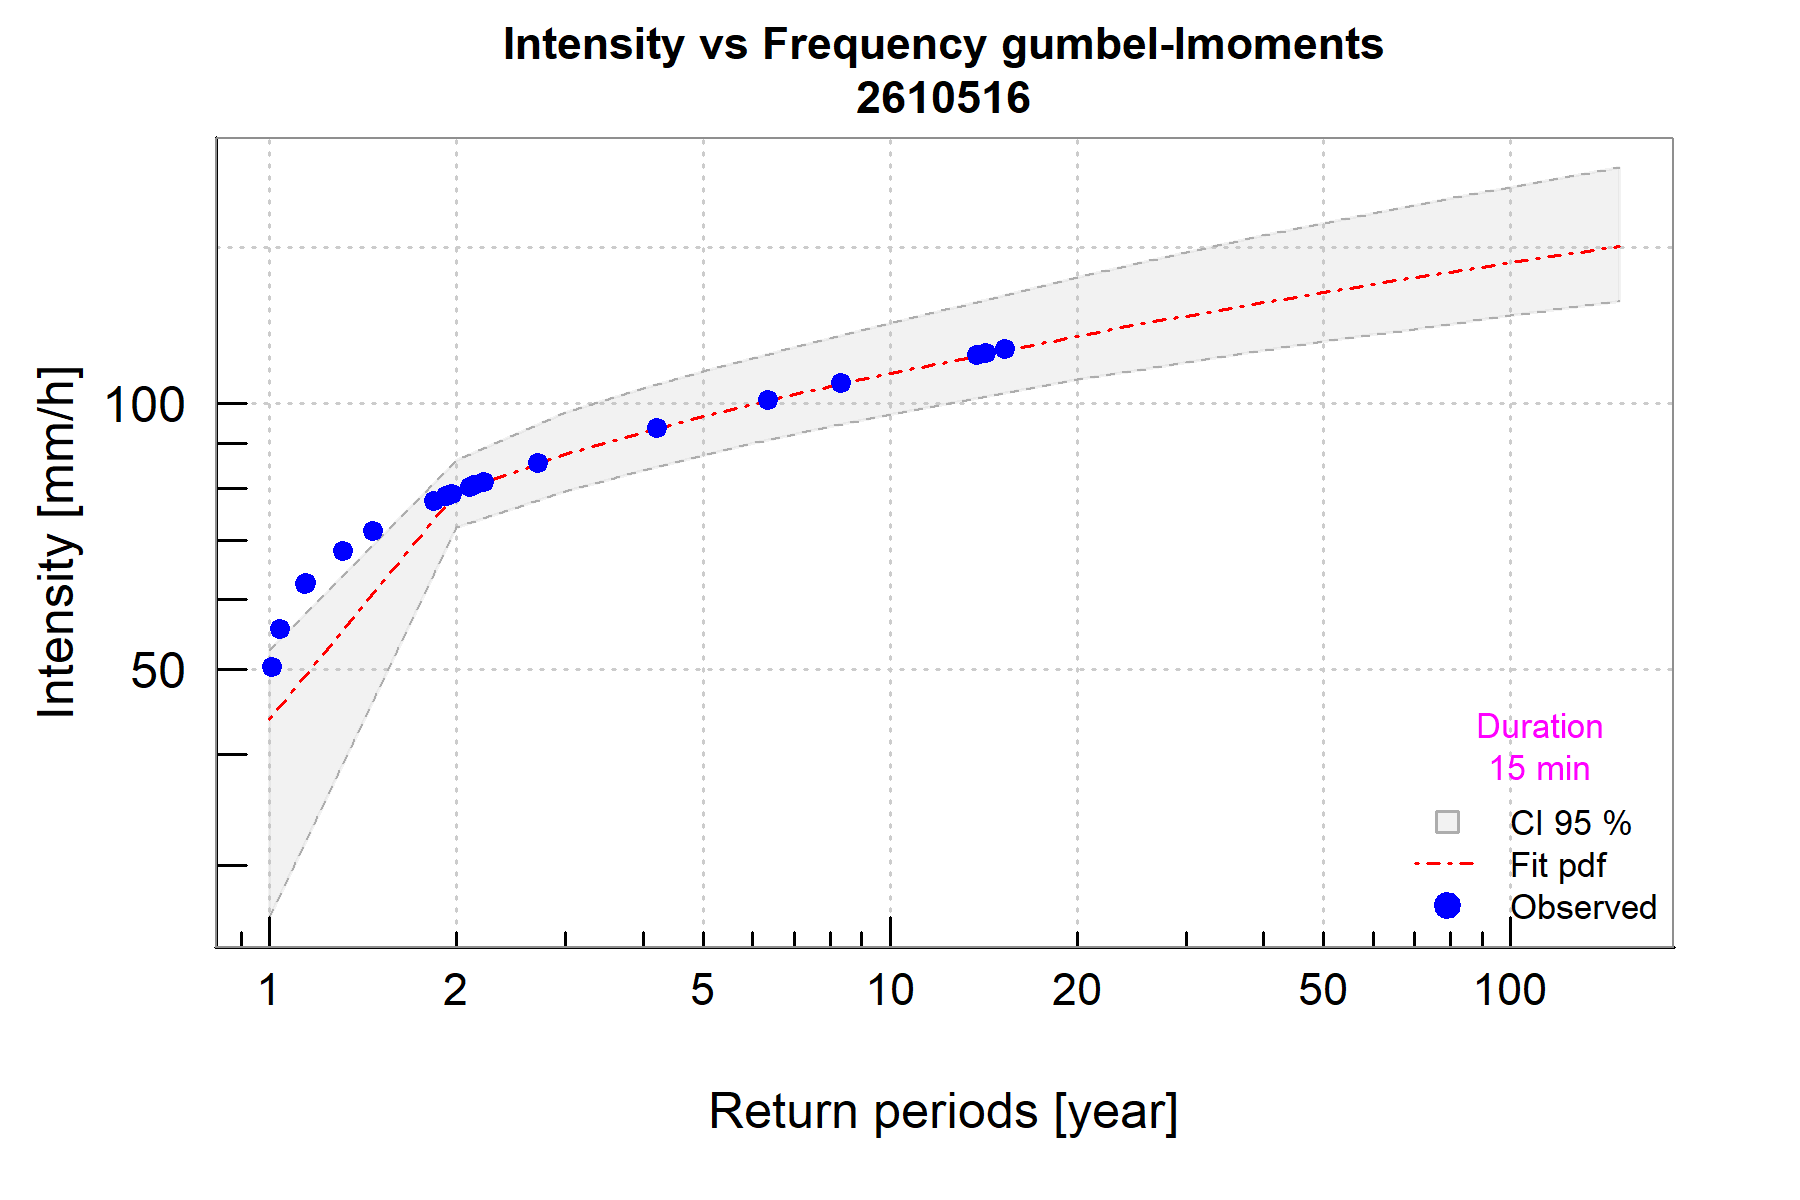 Intensity vs Frequency gumbel-lmoments
2610516
Intensity [mm/h]
100
50
Duration
15 min
CI 95 %
Fit pdf
Observed
1 2 5 10 20 50 100
Return periods [year]